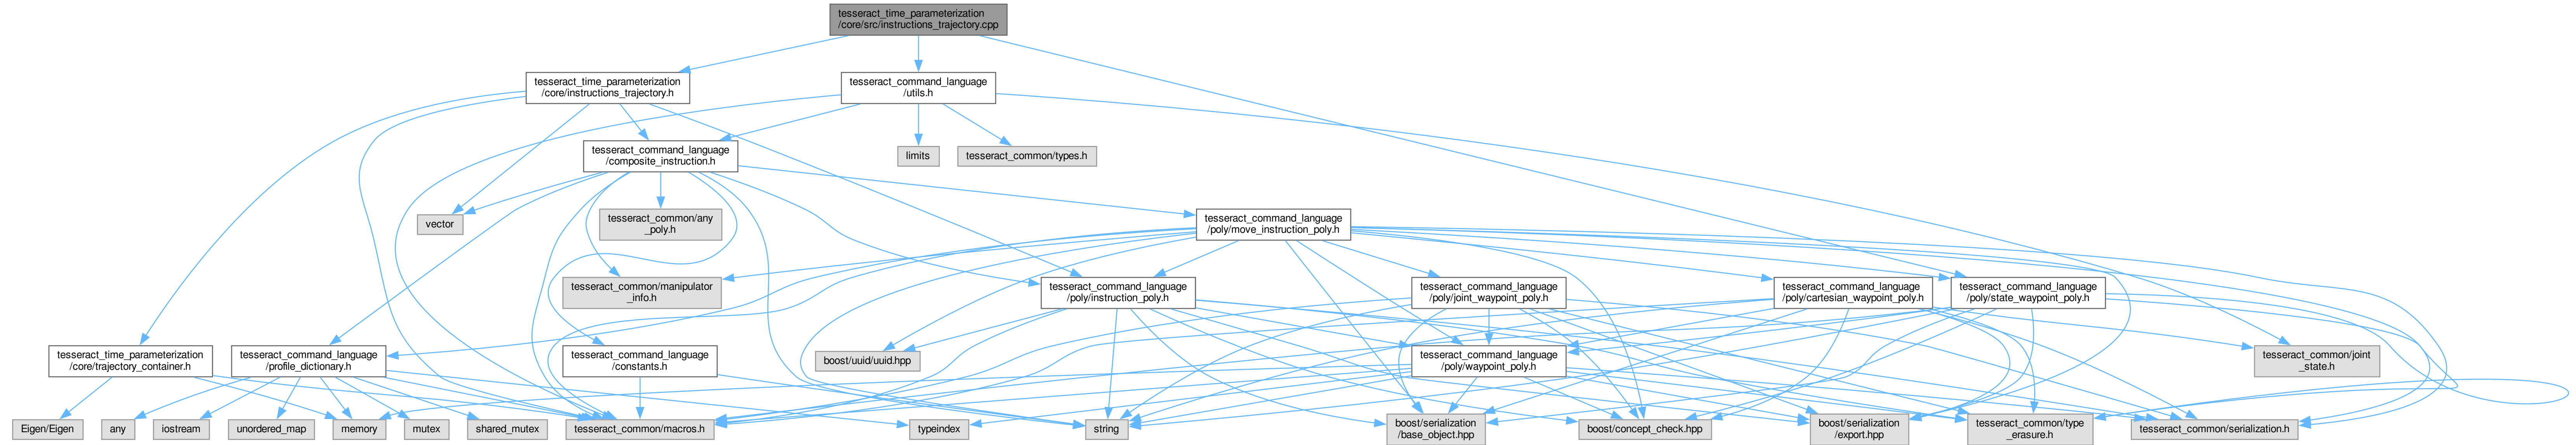 tesseract_time_parameterization
/core/src/instructions_trajectory.cpp
tesseract_time_parameterization
/core/instructions_trajectory.h
tesseract_command_language
/utils.h
tesseract_command_language
/composite_instruction.h
limits
tesseract_common/types.h
vector
tesseract_common/any
_poly.h
tesseract_command_language
/poly/move_instruction_poly.h
tesseract_common/manipulator
_info.h
tesseract_command_language
/poly/instruction_poly.h
tesseract_command_language
/poly/joint_waypoint_poly.h
tesseract_command_language
/poly/cartesian_waypoint_poly.h
tesseract_command_language
/poly/state_waypoint_poly.h
tesseract_time_parameterization
/core/trajectory_container.h
tesseract_command_language
/profile_dictionary.h
tesseract_command_language
/constants.h
boost/uuid/uuid.hpp
tesseract_command_language
/poly/waypoint_poly.h
tesseract_common/joint
_state.h
Eigen/Eigen
any
iostream
unordered_map
memory
mutex
shared_mutex
tesseract_common/macros.h
typeindex
string
boost/serialization
/base_object.hpp
boost/concept_check.hpp
boost/serialization
/export.hpp
tesseract_common/type
_erasure.h
tesseract_common/serialization.h